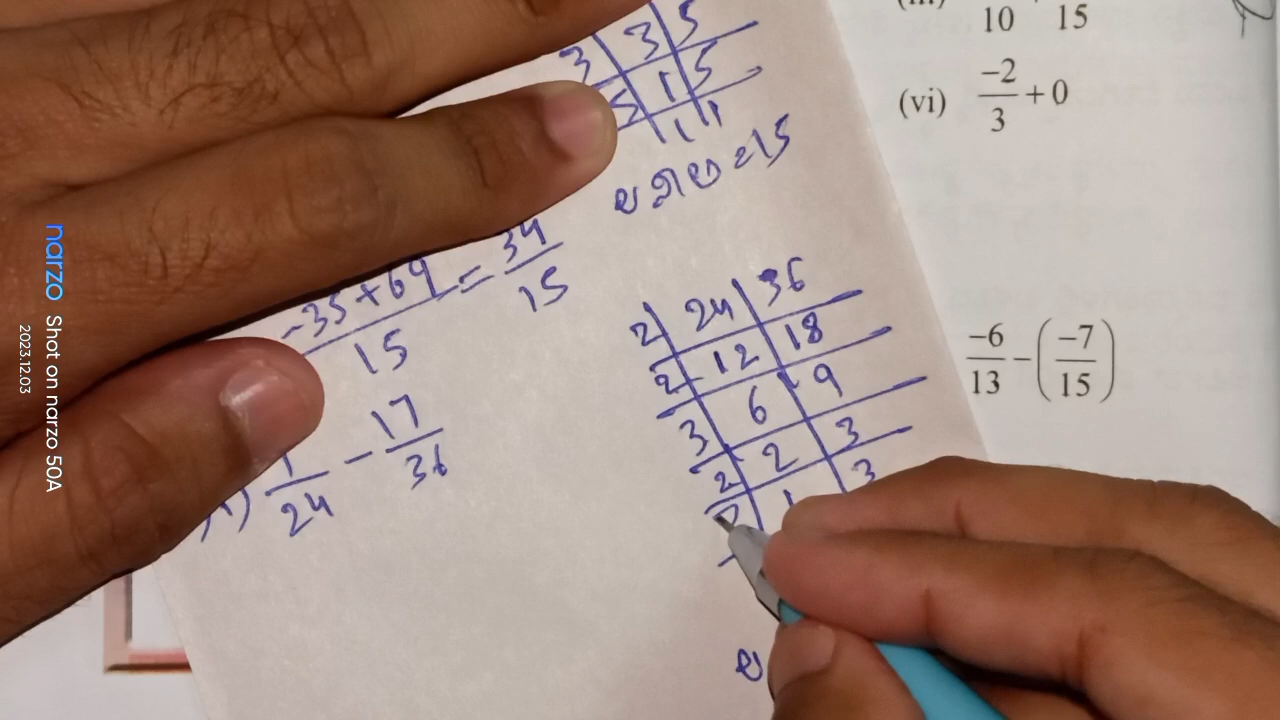 10 15
(vi) -2/3 + 0
-6/13 - (-7/15)
3 | 3 | 5
5 | 1 | 5
1 | 1
ଲ ସା ଗୁ = 15
-35 + 69 / 15 = 34/15
2 | 24 | 36
2 | 12 | 18
3 | 6 | 9
2 | 2 | 3
1 | 3
1/24 - 17/36
narzo Shot on narzo 50A
2023.12.03